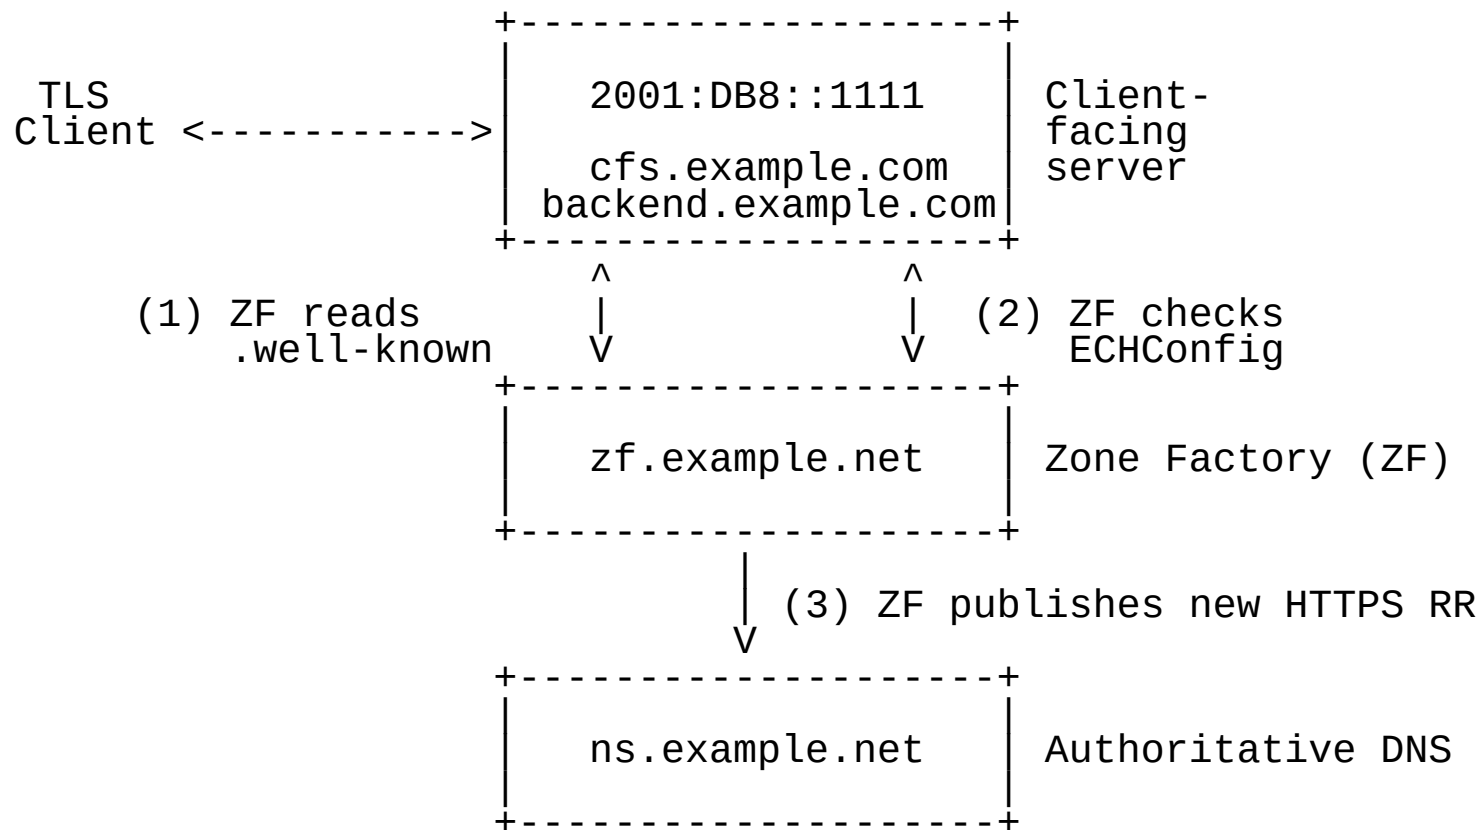 +--------------------+
|                    |
 TLS                |   2001:DB8::1111   | Client-
Client <----------->|                    | facing
|   cfs.example.com  | server
| backend.example.com|
+--------------------+
^            ^
(1) ZF reads       |            |  (2) ZF checks
.well-known    V            V      ECHConfig
+--------------------+
|                    |
|   zf.example.net   | Zone Factory (ZF)
|                    |
+--------------------+
|
| (3) ZF publishes new HTTPS RR
V
+--------------------+
|                    |
|   ns.example.net   | Authoritative DNS
|                    |
+--------------------+